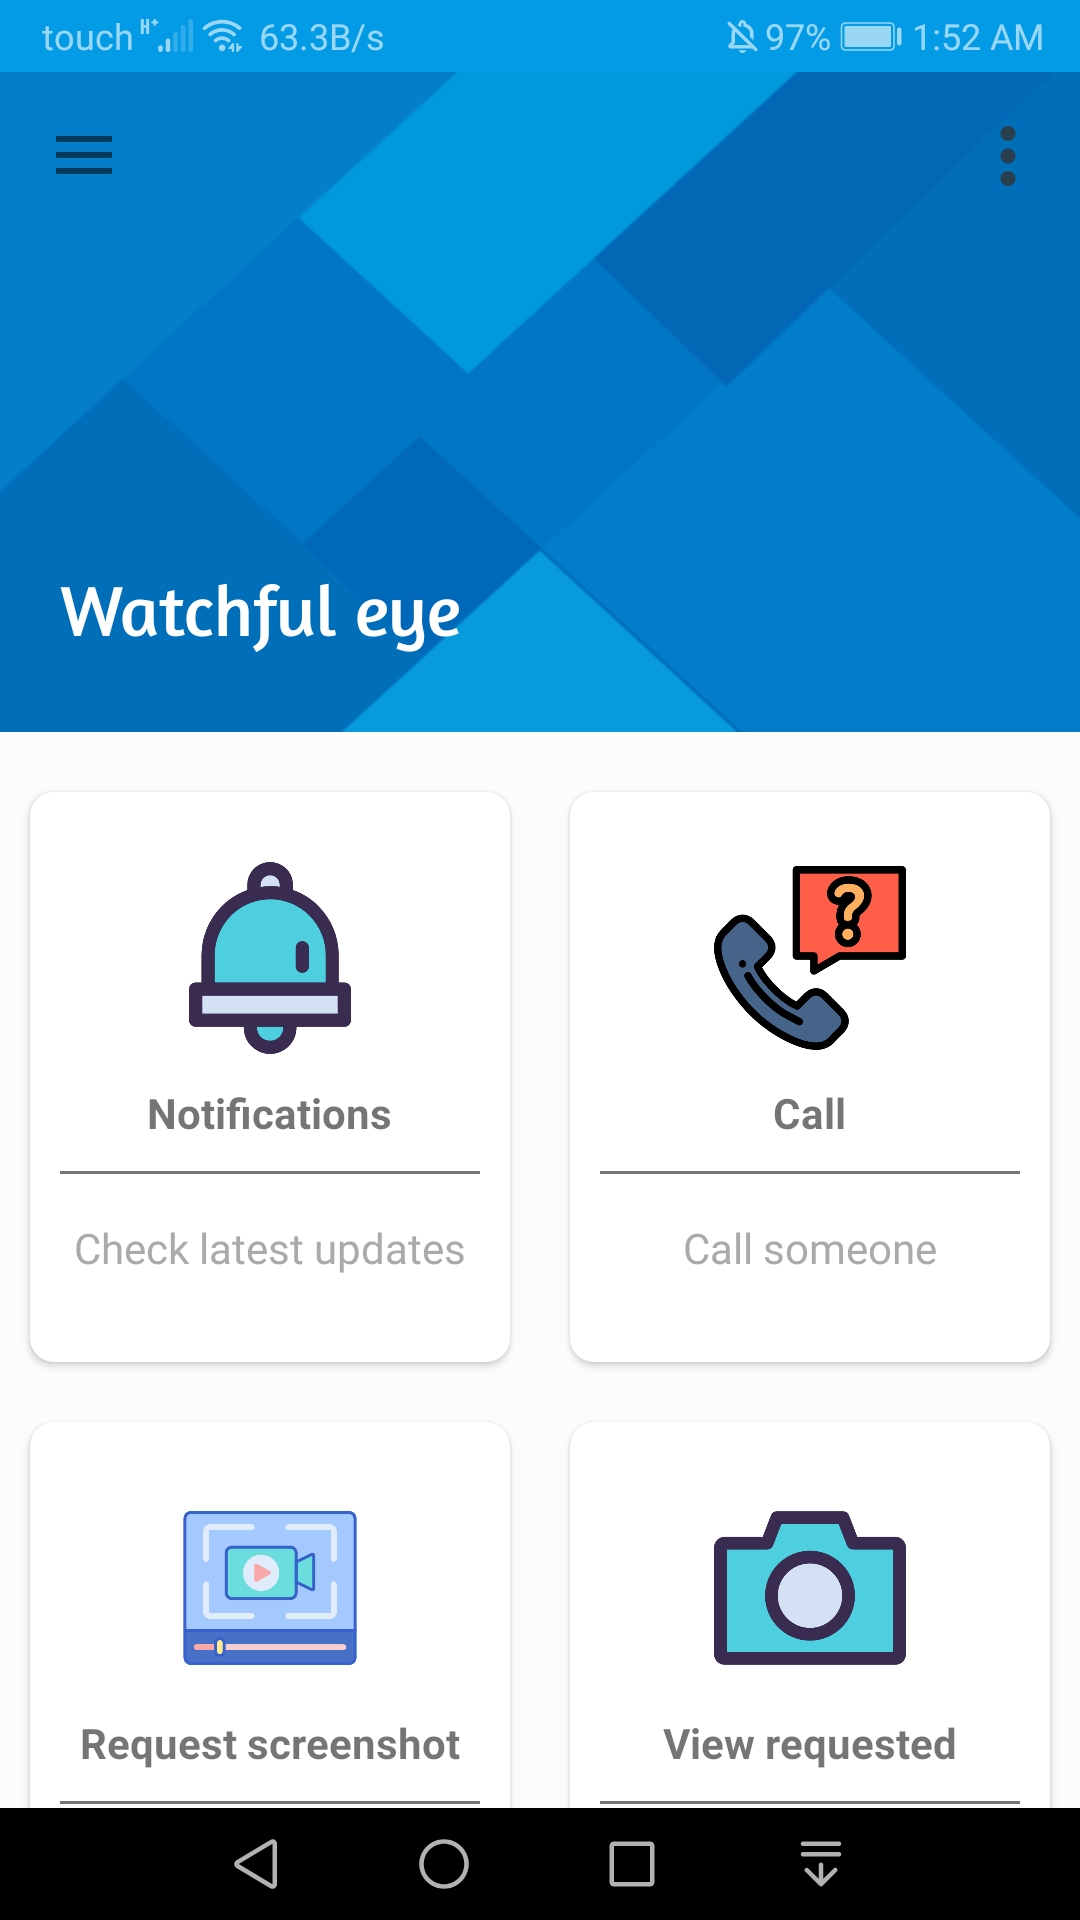 touch H+ 63.3B/s 97% 1:52 AM
Watchful eye
?
Notifications
Call
Check latest updates
Call someone
Request screenshot
View requested